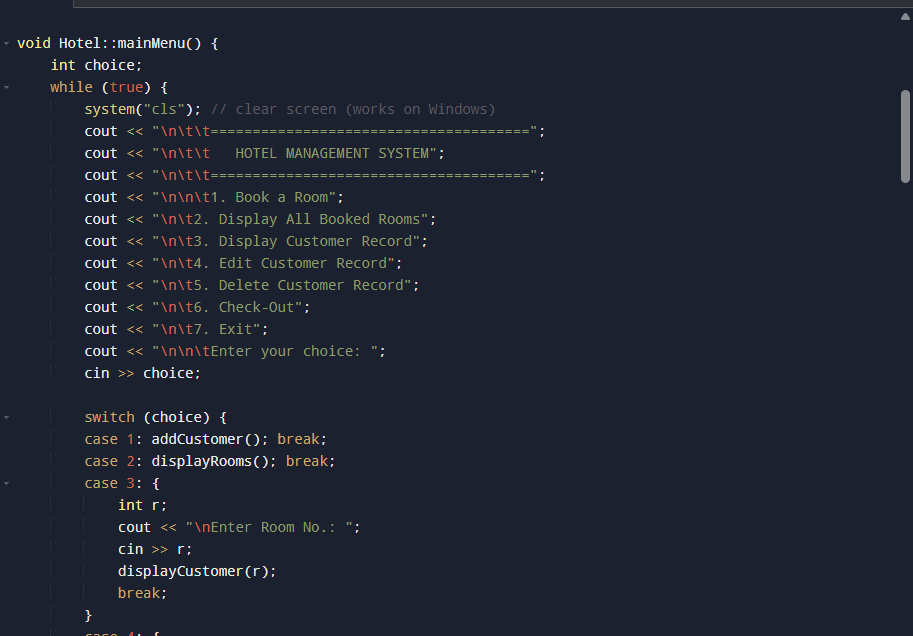 void Hotel::mainMenu() {
    int choice;
    while (true) {
        system("cls"); // clear screen (works on Windows)
        cout << "\n\t\t======================================";
        cout << "\n\t\t   HOTEL MANAGEMENT SYSTEM";
        cout << "\n\t\t======================================";
        cout << "\n\n\t1. Book a Room";
        cout << "\n\t2. Display All Booked Rooms";
        cout << "\n\t3. Display Customer Record";
        cout << "\n\t4. Edit Customer Record";
        cout << "\n\t5. Delete Customer Record";
        cout << "\n\t6. Check-Out";
        cout << "\n\t7. Exit";
        cout << "\n\n\tEnter your choice: ";
        cin >> choice;

        switch (choice) {
        case 1: addCustomer(); break;
        case 2: displayRooms(); break;
        case 3: {
            int r;
            cout << "\nEnter Room No.: ";
            cin >> r;
            displayCustomer(r);
            break;
        }
        case 4: {